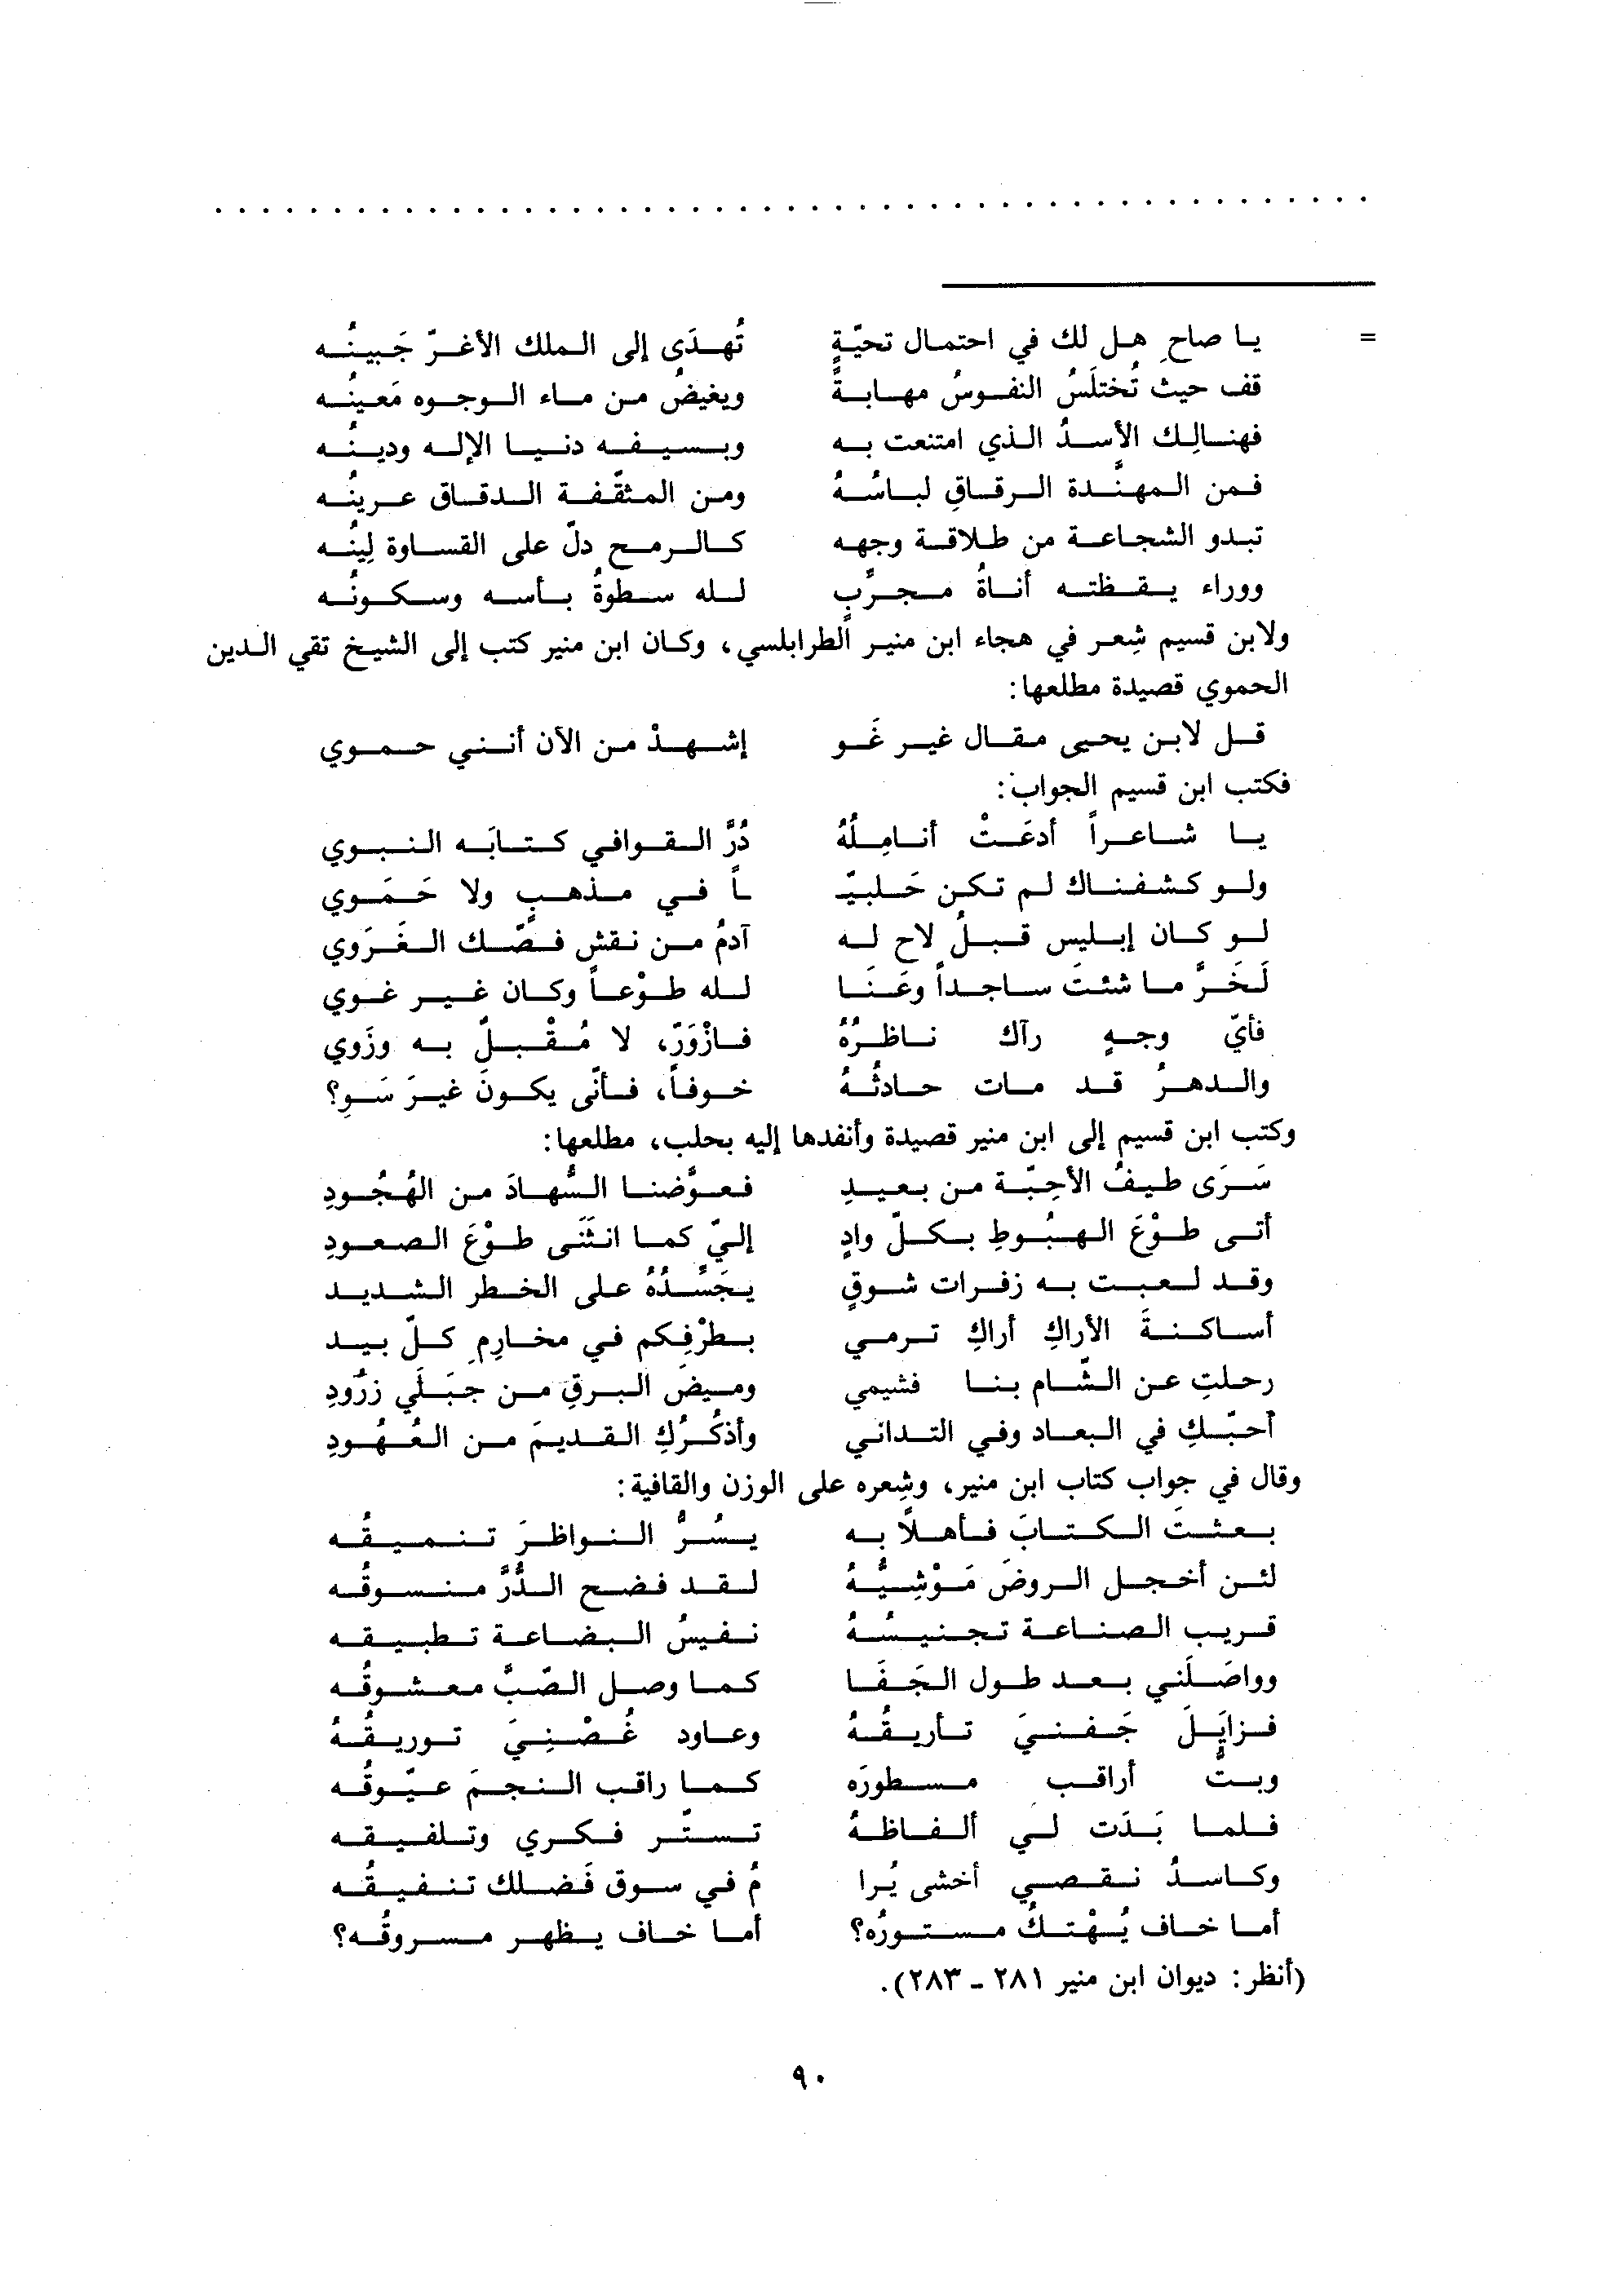 . . . . . . . . . . . . . . . . . . . . . . . . . . . . . . . . . . . . . . . . . . . . . . . . .
= يا صاحِ هل لك في احتمال تحيّةٍ تُهدَى إلى الملك الأغرّ جَبينُه
قف حيث تُختلَسُ النفوسُ مهابةً ويغيضُ من ماء الوجوه مَعينُه
فهنالِك الأسدُ الذي امتنعت به وبسيفه دنيا الإله ودينُه
فمن المهنَّدة الرقاقِ لباسُهُ ومن المثقّفة الدقاق عرينُه
تبدو الشجاعة من طلاقة وجهه كالرمح دلّ على القساوة لِينُه
ووراء يقظته أناةُ مجرِّبٍ لله سطوةُ بأسه وسكونُه
ولابن قسيم شِعر في هجاء ابن منير الطرابلسي، وكان ابن منير كتب إلى الشيخ تقي الدين
الحموي قصيدة مطلعها:
قل لابن يحيى مقال غير غَو إشهدْ من الآن أنني حموي
فكتب ابن قسيم الجواب:
يا شاعراً أدعَتْ أنامِلُهُ دُرَّ القوافي كتابَه النبوي
ولو كشفناك لم تكن حَلبيّـ ـاً في مذهبٍ ولا حَمَوي
لو كان إبليس قبلُ لاح له آدمُ من نقش فصّك الغَرَوي
لَخَرَّ ما شئتَ ساجداً وعَنَا لله طوْعاً وكان غير غوي
فأيّ وجهٍ رآك ناظرُهُ فازْوَرّ، لا مُقْبلٌ به وزَوي
والدهرُ قد مات حادثُهُ خوفاً، فأنّى يكونَ غيرَ سَوِ؟
وكتب ابن قسيم إلى ابن منير قصيدة وأنفدها إليه بحلب، مطلعها:
سَرَى طيفُ الأحِبّة من بعيدِ فعوَّضنا السُّهادَ من الهُجُودِ
أتى طوْعَ الهبُوطِ بكلّ وادٍ إليّ كما انثَنَى طوْعَ الصعودِ
وقد لعبت به زفرات شوقٍ يجَسِّدُهُ على الخطر الشديد
أساكنةَ الأراكِ أراكِ ترمي بطرْفِكم في مخارِم كلّ بيد
رحلتِ عن الشّام بنا فشيمي وميضَ البرقِ من جبَلَي زرُودِ
أحبّكِ في البعاد وفي التداني وأذكُرُكِ القديمَ من العُهُودِ
وقال في جواب كتاب ابن منير، وشِعره على الوزن والقافية:
بعثتَ الكتابَ فأهلاً به يسُرُّ النواظرَ تنميقُه
لئن أخجل الروضَ مَوْشِيُّهُ لقد فضح الدُّرَّ منسوقُه
قريب الصناعة تجنيسُهُ نفيسُ البضاعة تطبيقه
وواصَلَني بعد طول الجَفَا كما وصل الصّبَّ معشوقُه
فزايَلَ جَفنيَ تأريقُهُ وعاود غُصْنِيَ توريقُهُ
وبتُّ أراقب مسطورَه كما راقب النجمَ عيّوقُه
فلما بَدَت لي ألفاظهُ تستّر فكري وتلفيقه
وكاسدُ نقصي أخشى يُرا مُ في سوق فَضلك تنفيقُه
أما خاف يُهْتكُ مستورُه؟ أما خاف يظهر مسروقُه؟
(أنظر: ديوان ابن منير ٢٨١ - ٢٨٣).
٩٠